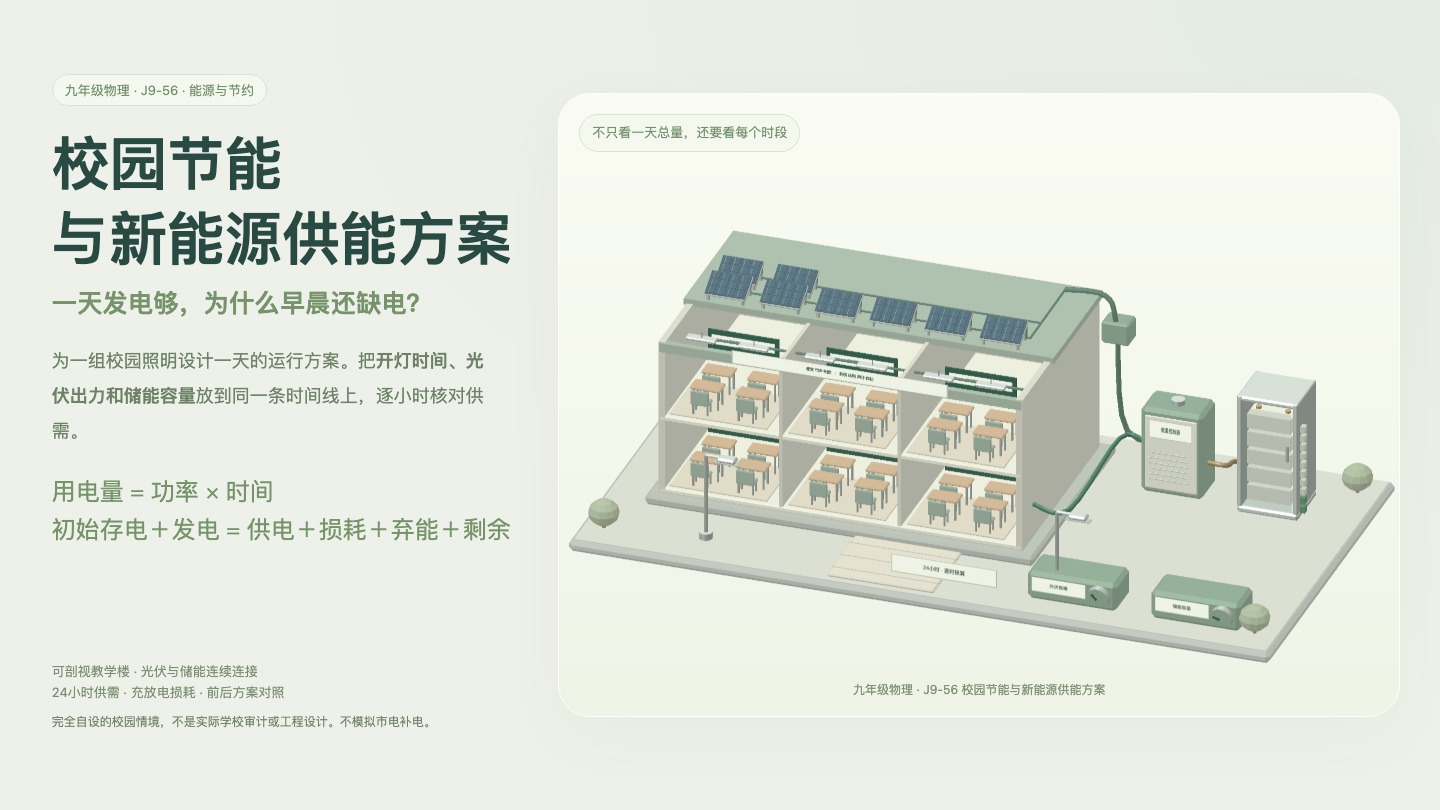 九年级物理 · J9-56 · 能源与节约
校园节能
与新能源供能方案
一天发电够，为什么早晨还缺电?
为一组校园照明设计一天的运行方案。把开灯时间、光
伏出力和储能容量放到同一条时间线上，逐小时核对供
需。
用电量 = 功率 × 时间
初始存电＋发电 = 供电＋损耗＋弃能＋剩余
可剖视教学楼 · 光伏与储能连续连接
24小时供需 · 充放电损耗 · 前后方案对照
完全自设的校园情境，不是实际学校审计或工程设计。不模拟市电补电。
不只看一天总量，还要看每个时段
24小时 · 逐时核算
九年级物理 · J9-56 校园节能与新能源供能方案